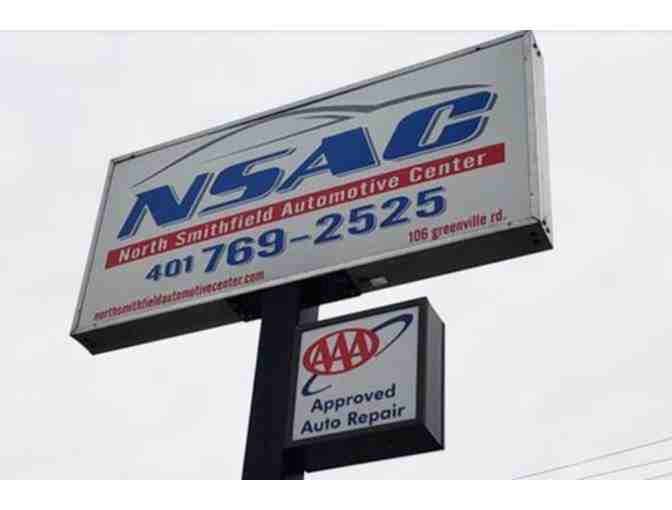 NSAC
North Smithfield Automotive Center
401 769-2525
106 greenville rd.
northsmithfieldautomotivecenter.com
AAA
Approved
Auto Repair